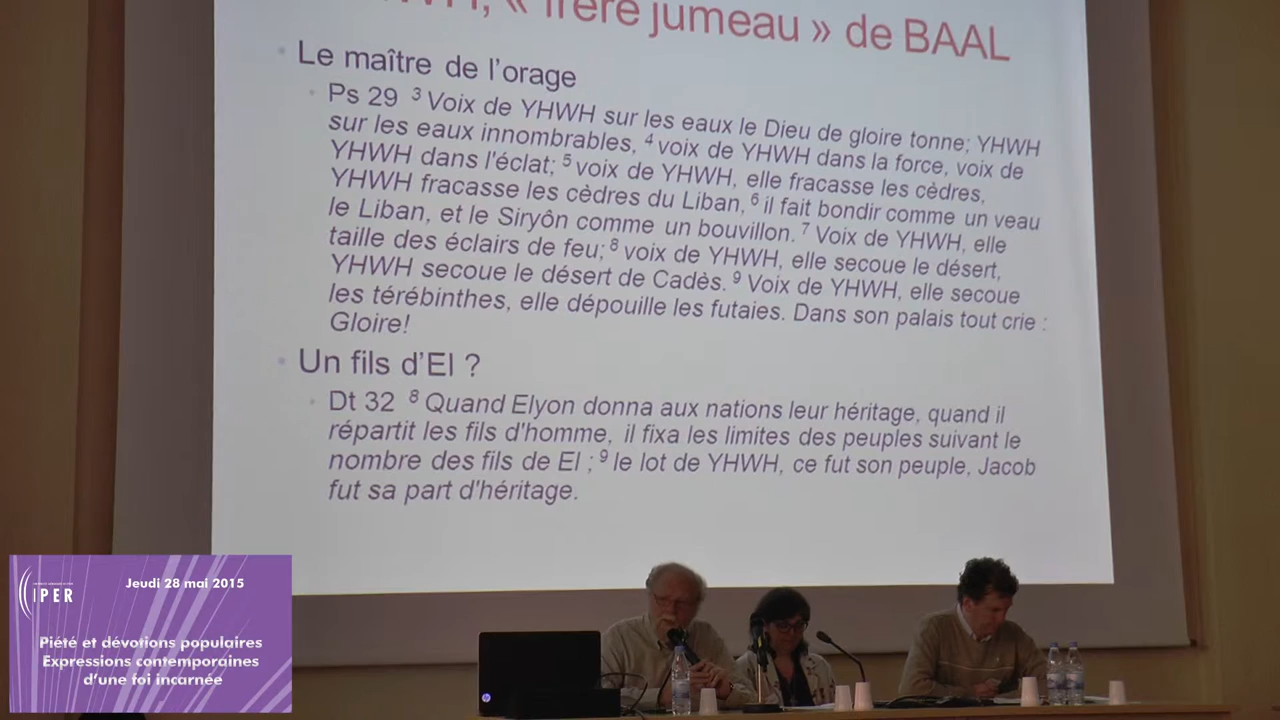 « frère jumeau » de BAAL
Le maître de l'orage
Ps 29 3 Voix de YHWH sur les eaux le Dieu de gloire tonne; YHWH
sur les eaux innombrables, 4 voix de YHWH dans la force, voix de
YHWH dans l'éclat; 5 voix de YHWH, elle fracasse les cèdres,
YHWH fracasse les cèdres du Liban, 6 il fait bondir comme un veau
le Liban, et le Siryôn comme un bouvillon. 7 Voix de YHWH, elle
taille des éclairs de feu; 8 voix de YHWH, elle secoue le désert,
YHWH secoue le désert de Cadès. 9 Voix de YHWH, elle secoue
les térébinthes, elle dépouille les futaies. Dans son palais tout crie :
Gloire!
Un fils d'El ?
Dt 32 8 Quand Elyon donna aux nations leur héritage, quand il
répartit les fils d'homme, il fixa les limites des peuples suivant le
nombre des fils de El ; 9 le lot de YHWH, ce fut son peuple, Jacob
fut sa part d'héritage.
Jeudi 28 mai 2015
IPER
Piété et dévotions populaires
Expressions contemporaines
d'une foi incarnée
hp